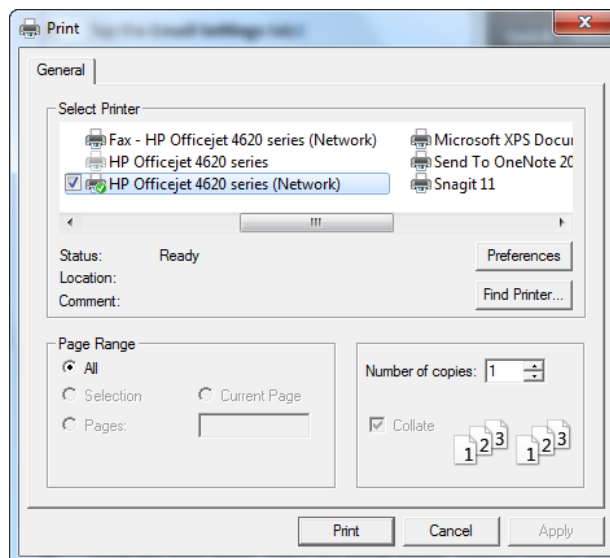 Print
General
Select Printer
Fax - HP Officejet 4620 series (Network)
HP Officejet 4620 series
HP Officejet 4620 series (Network)
Microsoft XPS Docu
Send To OneNote 20
Snagit 11
Status: Ready
Location:
Comment:
Preferences
Find Printer...
Page Range
All
Selection
Current Page
Pages:
Number of copies: 1
Collate
1 2 3 1 2 3
Print
Cancel
Apply